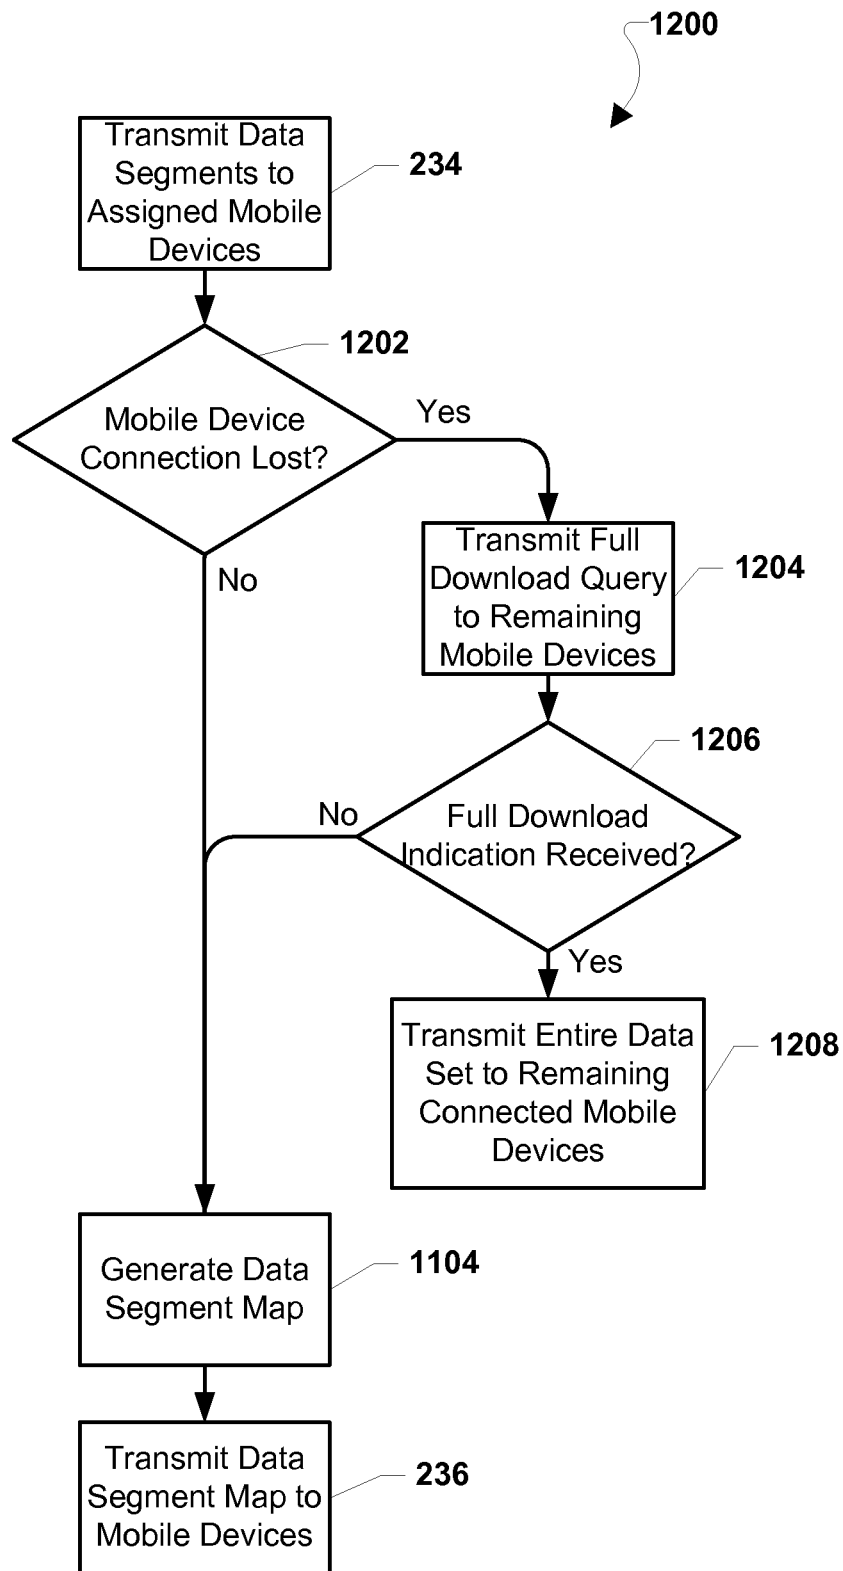 1200
Transmit Data
Segments to
Assigned Mobile
Devices
234
1202
Mobile Device
Connection Lost?
Yes
No
Transmit Full
Download Query
to Remaining
Mobile Devices
1204
1206
Full Download
Indication Received?
No
Yes
Transmit Entire Data
Set to Remaining
Connected Mobile
Devices
1208
Generate Data
Segment Map
1104
Transmit Data
Segment Map to
Mobile Devices
236